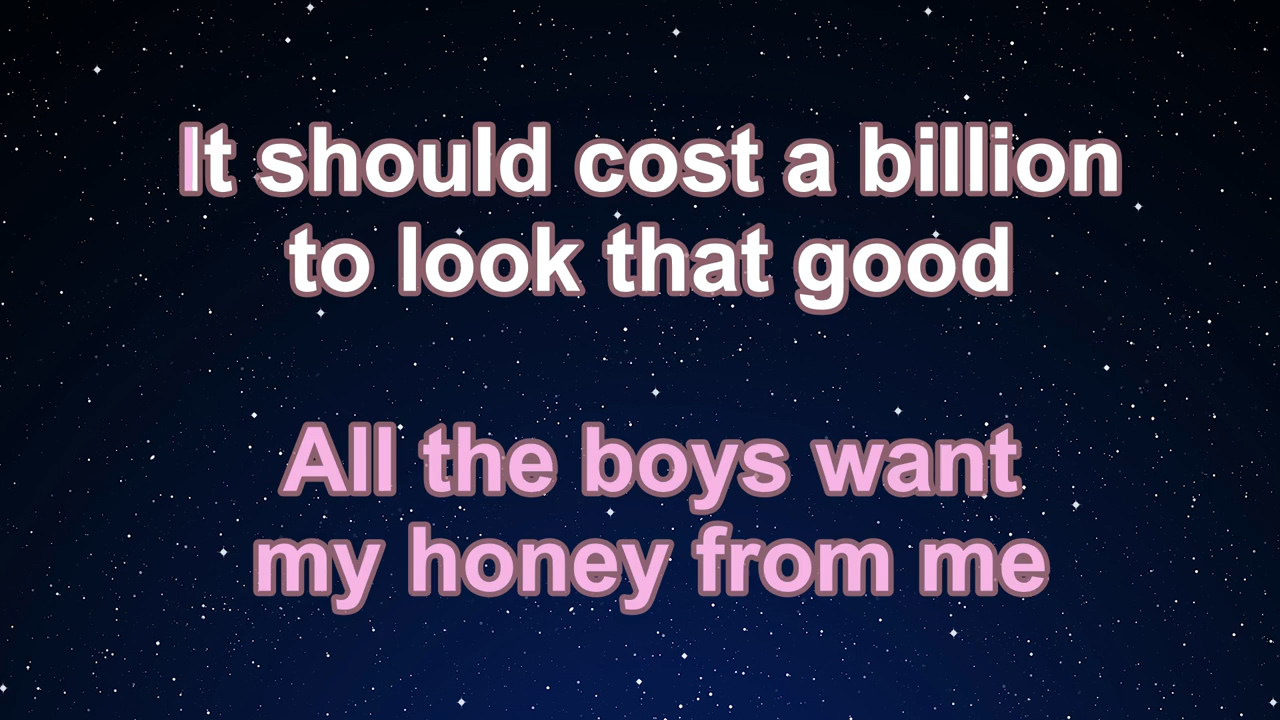 It should cost a billion
to look that good
All the boys want
my honey from me